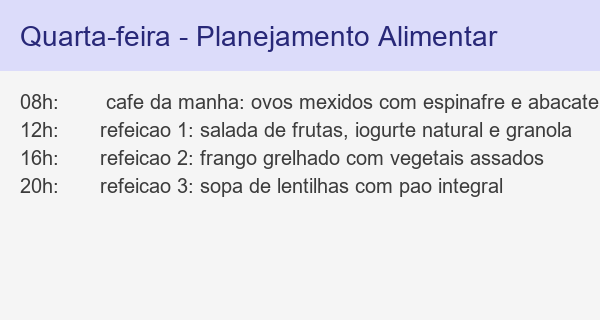 Quarta-feira - Planejamento Alimentar
08h: cafe da manha: ovos mexidos com espinafre e abacate
12h: refeicao 1: salada de frutas, iogurte natural e granola
16h: refeicao 2: frango grelhado com vegetais assados
20h: refeicao 3: sopa de lentilhas com pao integral